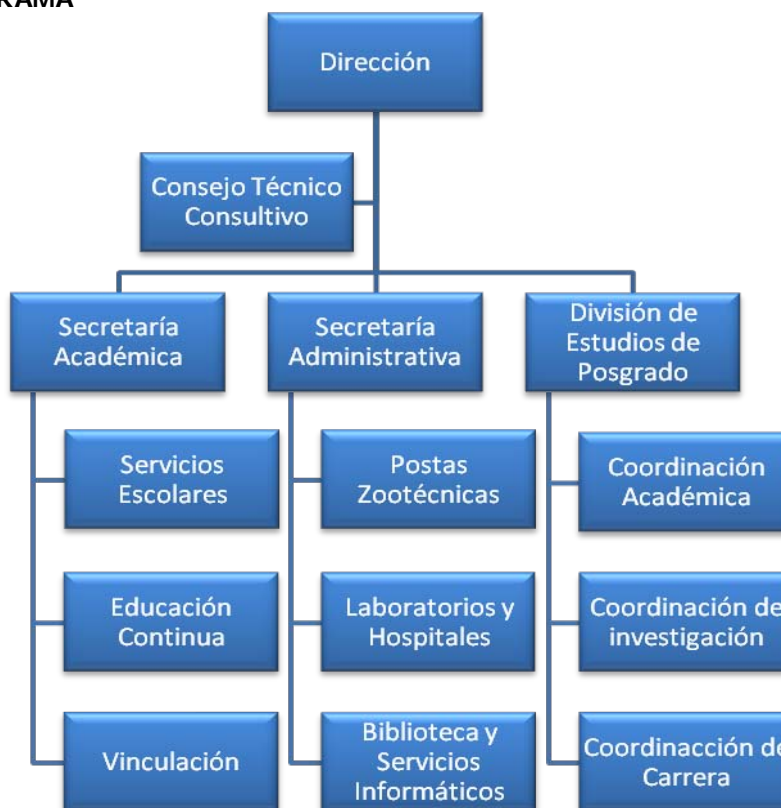 Dirección
Consejo Técnico
Consultivo
Secretaría
Académica
Secretaría
Administrativa
División de
Estudios de
Posgrado
Servicios
Escolares
Postas
Zootécnicas
Coordinación
Académica
Educación
Continua
Laboratorios y
Hospitales
Coordinación de
investigación
Vinculación
Biblioteca y
Servicios
Informáticos
Coordinacción de
Carrera